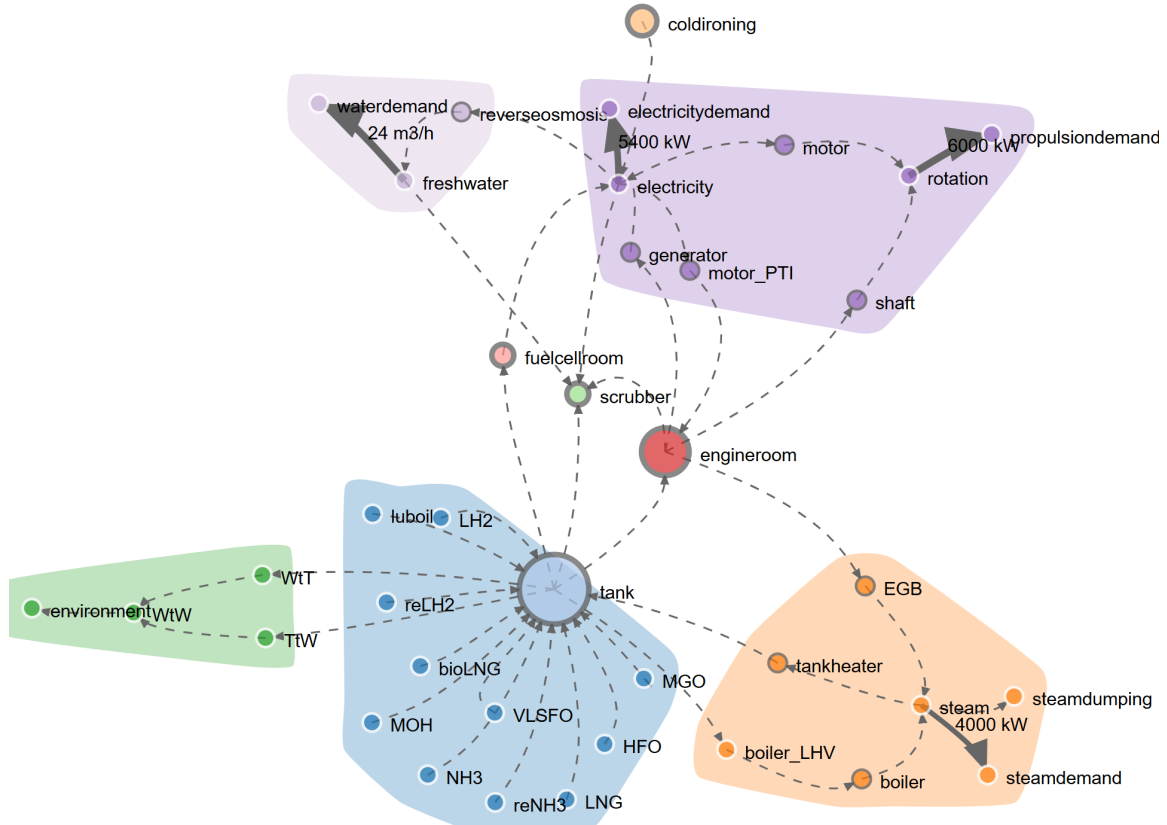 coldironing
waterdemand
24 m3/h
reverseosmosis
freshwater
electricitydemand
5400 kW
electricity
motor
propulsiondemand
6000 kW
rotation
generator
motor_PTI
shaft
fuelcellroom
scrubber
engineroom
luboil
LH2
WtT
tank
reLH2
environment
WtW
TtW
bioLNG
MGO
MOH
VLSFO
HFO
NH3
reNH3
LNG
EGB
tankheater
steam
4000 kW
steamdumping
boiler_LHV
boiler
steamdemand